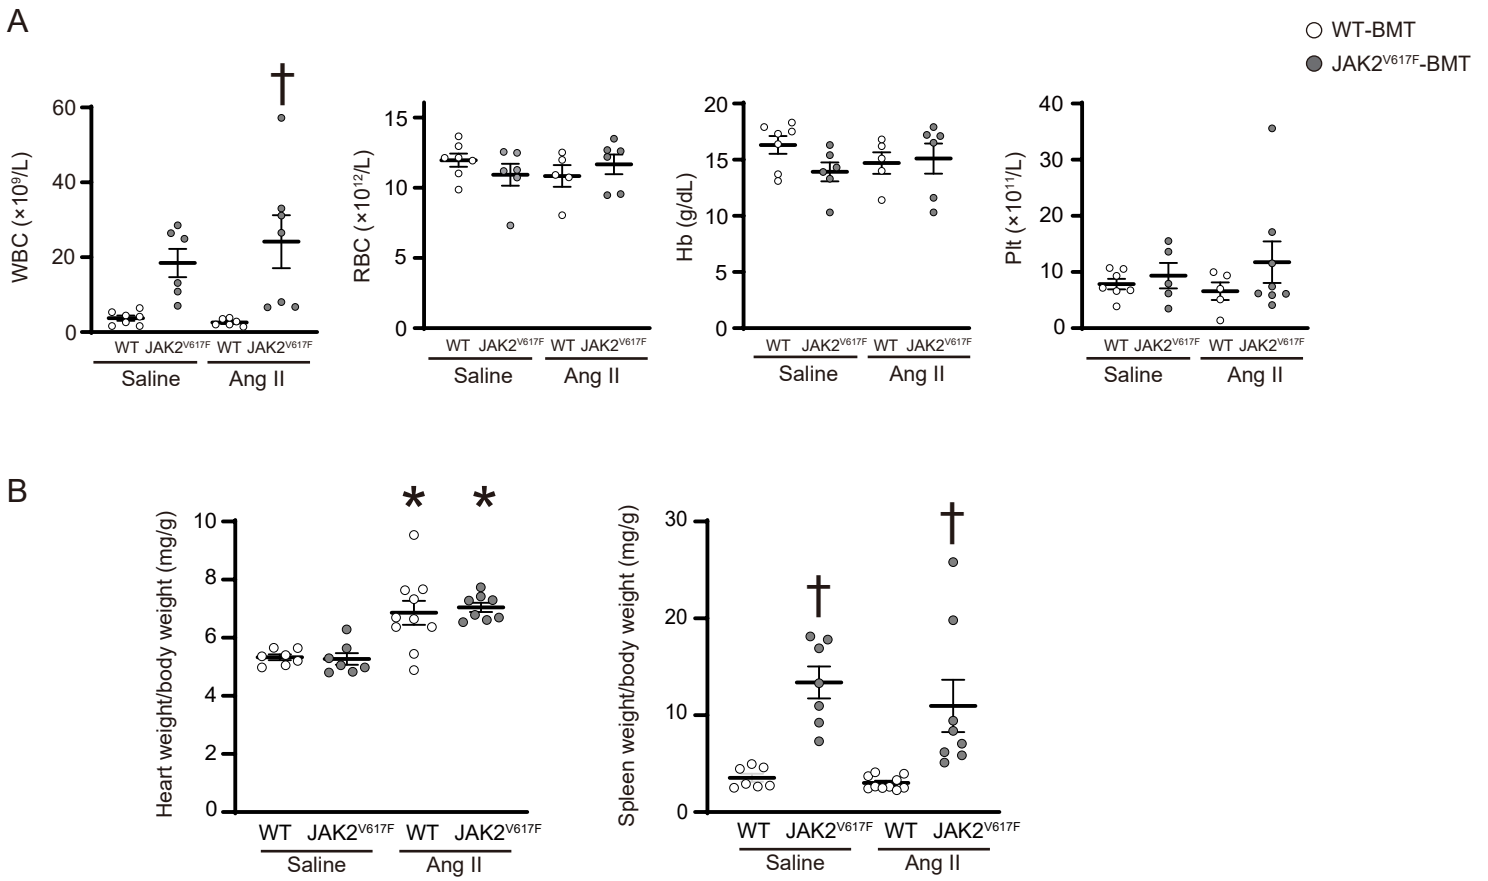 A
WT-BMT
JAK2V617F-BMT
†
WBC (×10⁹/L)
60
40
20
0
WT JAK2V617F WT JAK2V617F
Saline Ang II
RBC (×10¹²/L)
15
10
5
0
WT JAK2V617F WT JAK2V617F
Saline Ang II
Hb (g/dL)
20
15
10
5
0
WT JAK2V617F WT JAK2V617F
Saline Ang II
Plt (×10¹¹/L)
40
30
20
10
0
WT JAK2V617F WT JAK2V617F
Saline Ang II
B
* *
Heart weight/body weight (mg/g)
10
8
6
4
2
0
WT JAK2V617F WT JAK2V617F
Saline Ang II
† †
Spleen weight/body weight (mg/g)
30
20
10
0
WT JAK2V617F WT JAK2V617F
Saline Ang II